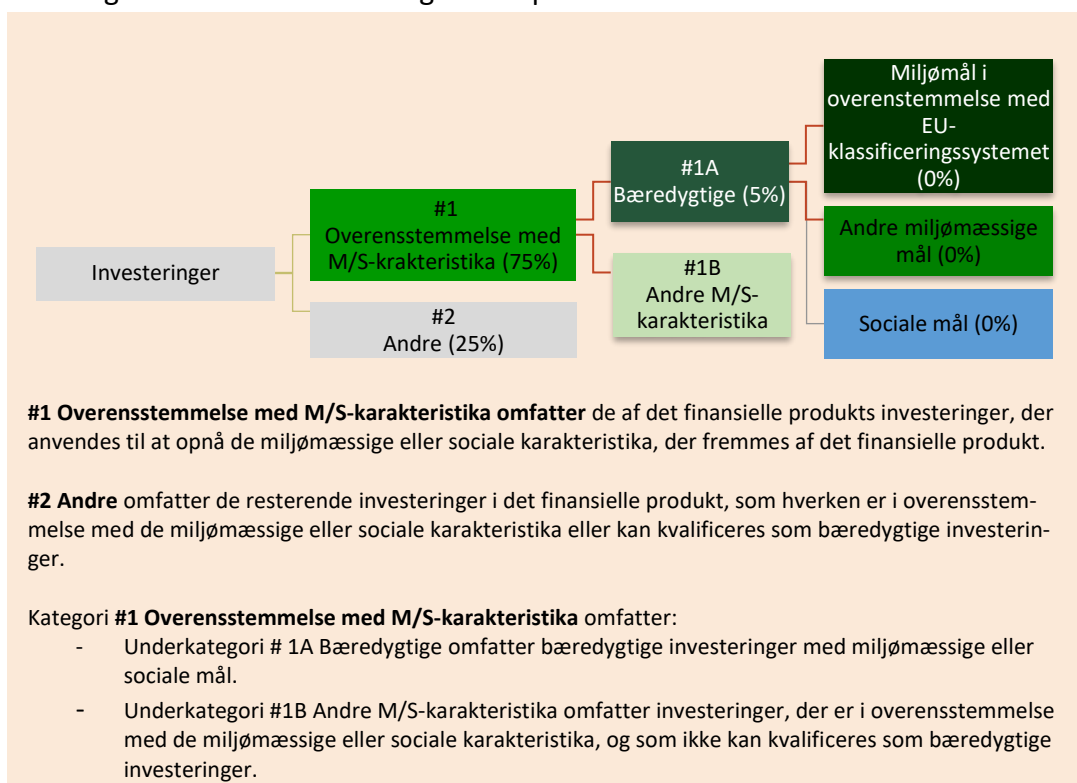 Miljømål i
overenstemmelse med
EU-
klassificeringssystemet
(0%)
#1A
Bæredygtige (5%)
#1
Overensstemmelse med
M/S-krakteristika (75%)
Andre miljømæssige
mål (0%)
Investeringer
#1B
Andre M/S-
karakteristika
#2
Andre (25%)
Sociale mål (0%)
#1 Overensstemmelse med M/S-karakteristika omfatter de af det finansielle produkts investeringer, der
anvendes til at opnå de miljømæssige eller sociale karakteristika, der fremmes af det finansielle produkt.
#2 Andre omfatter de resterende investeringer i det finansielle produkt, som hverken er i overensstem-
melse med de miljømæssige eller sociale karakteristika eller kan kvalificeres som bæredygtige investerin-
ger.
Kategori #1 Overensstemmelse med M/S-karakteristika omfatter:
- Underkategori # 1A Bæredygtige omfatter bæredygtige investeringer med miljømæssige eller
sociale mål.
- Underkategori #1B Andre M/S-karakteristika omfatter investeringer, der er i overensstemmelse
med de miljømæssige eller sociale karakteristika, og som ikke kan kvalificeres som bæredygtige
investeringer.